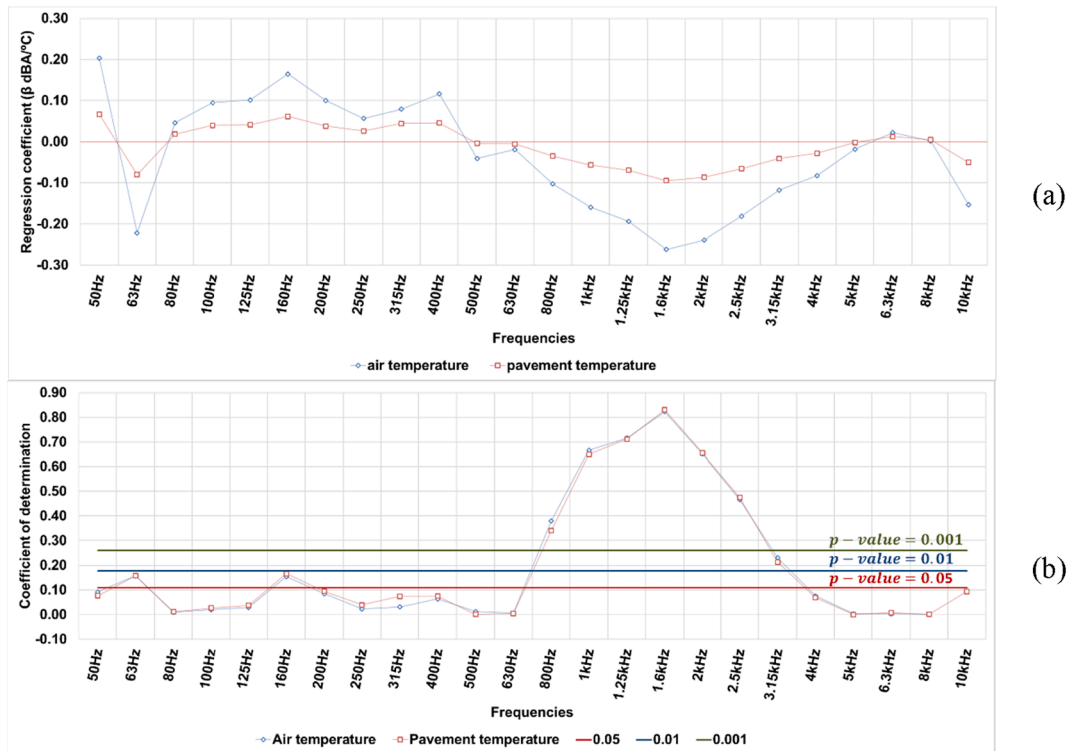 0.30
0.20
0.10
0.00
-0.10
-0.20
-0.30
Regression coefficient (β dBA/ºC)
50Hz 63Hz 80Hz 100Hz 125Hz 160Hz 200Hz 250Hz 315Hz 400Hz 500Hz 630Hz 800Hz 1kHz 1.25kHz 1.6kHz 2kHz 2.5kHz 3.15kHz 4kHz 5kHz 6.3kHz 8kHz 10kHz
Frequencies
air temperature pavement temperature
(a)
0.90
0.80
0.70
0.60
0.50
0.40
0.30
0.20
0.10
0.00
-0.10
Coefficient of determination
p − value = 0.001
p − value = 0.01
p − value = 0.05
50Hz 63Hz 80Hz 100Hz 125Hz 160Hz 200Hz 250Hz 315Hz 400Hz 500Hz 630Hz 800Hz 1kHz 1.25kHz 1.6kHz 2kHz 2.5kHz 3.15kHz 4kHz 5kHz 6.3kHz 8kHz 10kHz
Frequencies
Air temperature Pavement temperature 0.05 0.01 0.001
(b)